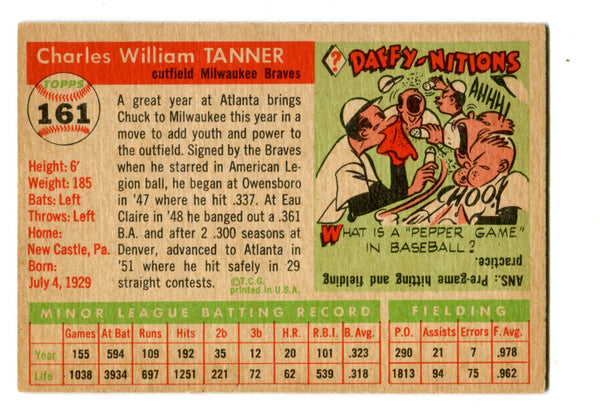 Charles William TANNER
outfield Milwaukee Braves
TOPPS
161
Height: 6'
Weight: 185
Bats: Left
Throws: Left
Home:
New Castle, Pa.
Born:
July 4, 1929
A great year at Atlanta brings
Chuck to Milwaukee this year in a
move to add youth and power to
the outfield. Signed by the Braves
when he starred in American Le-
gion ball, he began at Owensboro
in '47 where he hit .337. At Eau
Claire in '48 he banged out a .361
B.A. and after 2 .300 seasons at
Denver, advanced to Atlanta in
'51 where he hit safely in 29
straight contests.
©T.C.G.
printed in U.S.A.
? DAFFY-NITIONS
AHHH!
CHOO!
WHAT IS A "PEPPER GAME"
IN BASEBALL?
ANS.: Pre-game hitting and fielding
practice.
MINOR LEAGUE BATTING RECORD FIELDING
Games At Bat Runs Hits 2b 3b H.R. R.B.I. B. Avg. P.O. Assists Errors F. Avg.
Year 155 594 109 192 35 12 20 101 .323 290 21 7 .978
Life 1038 3934 697 1251 221 72 62 539 .318 1813 94 75 .962